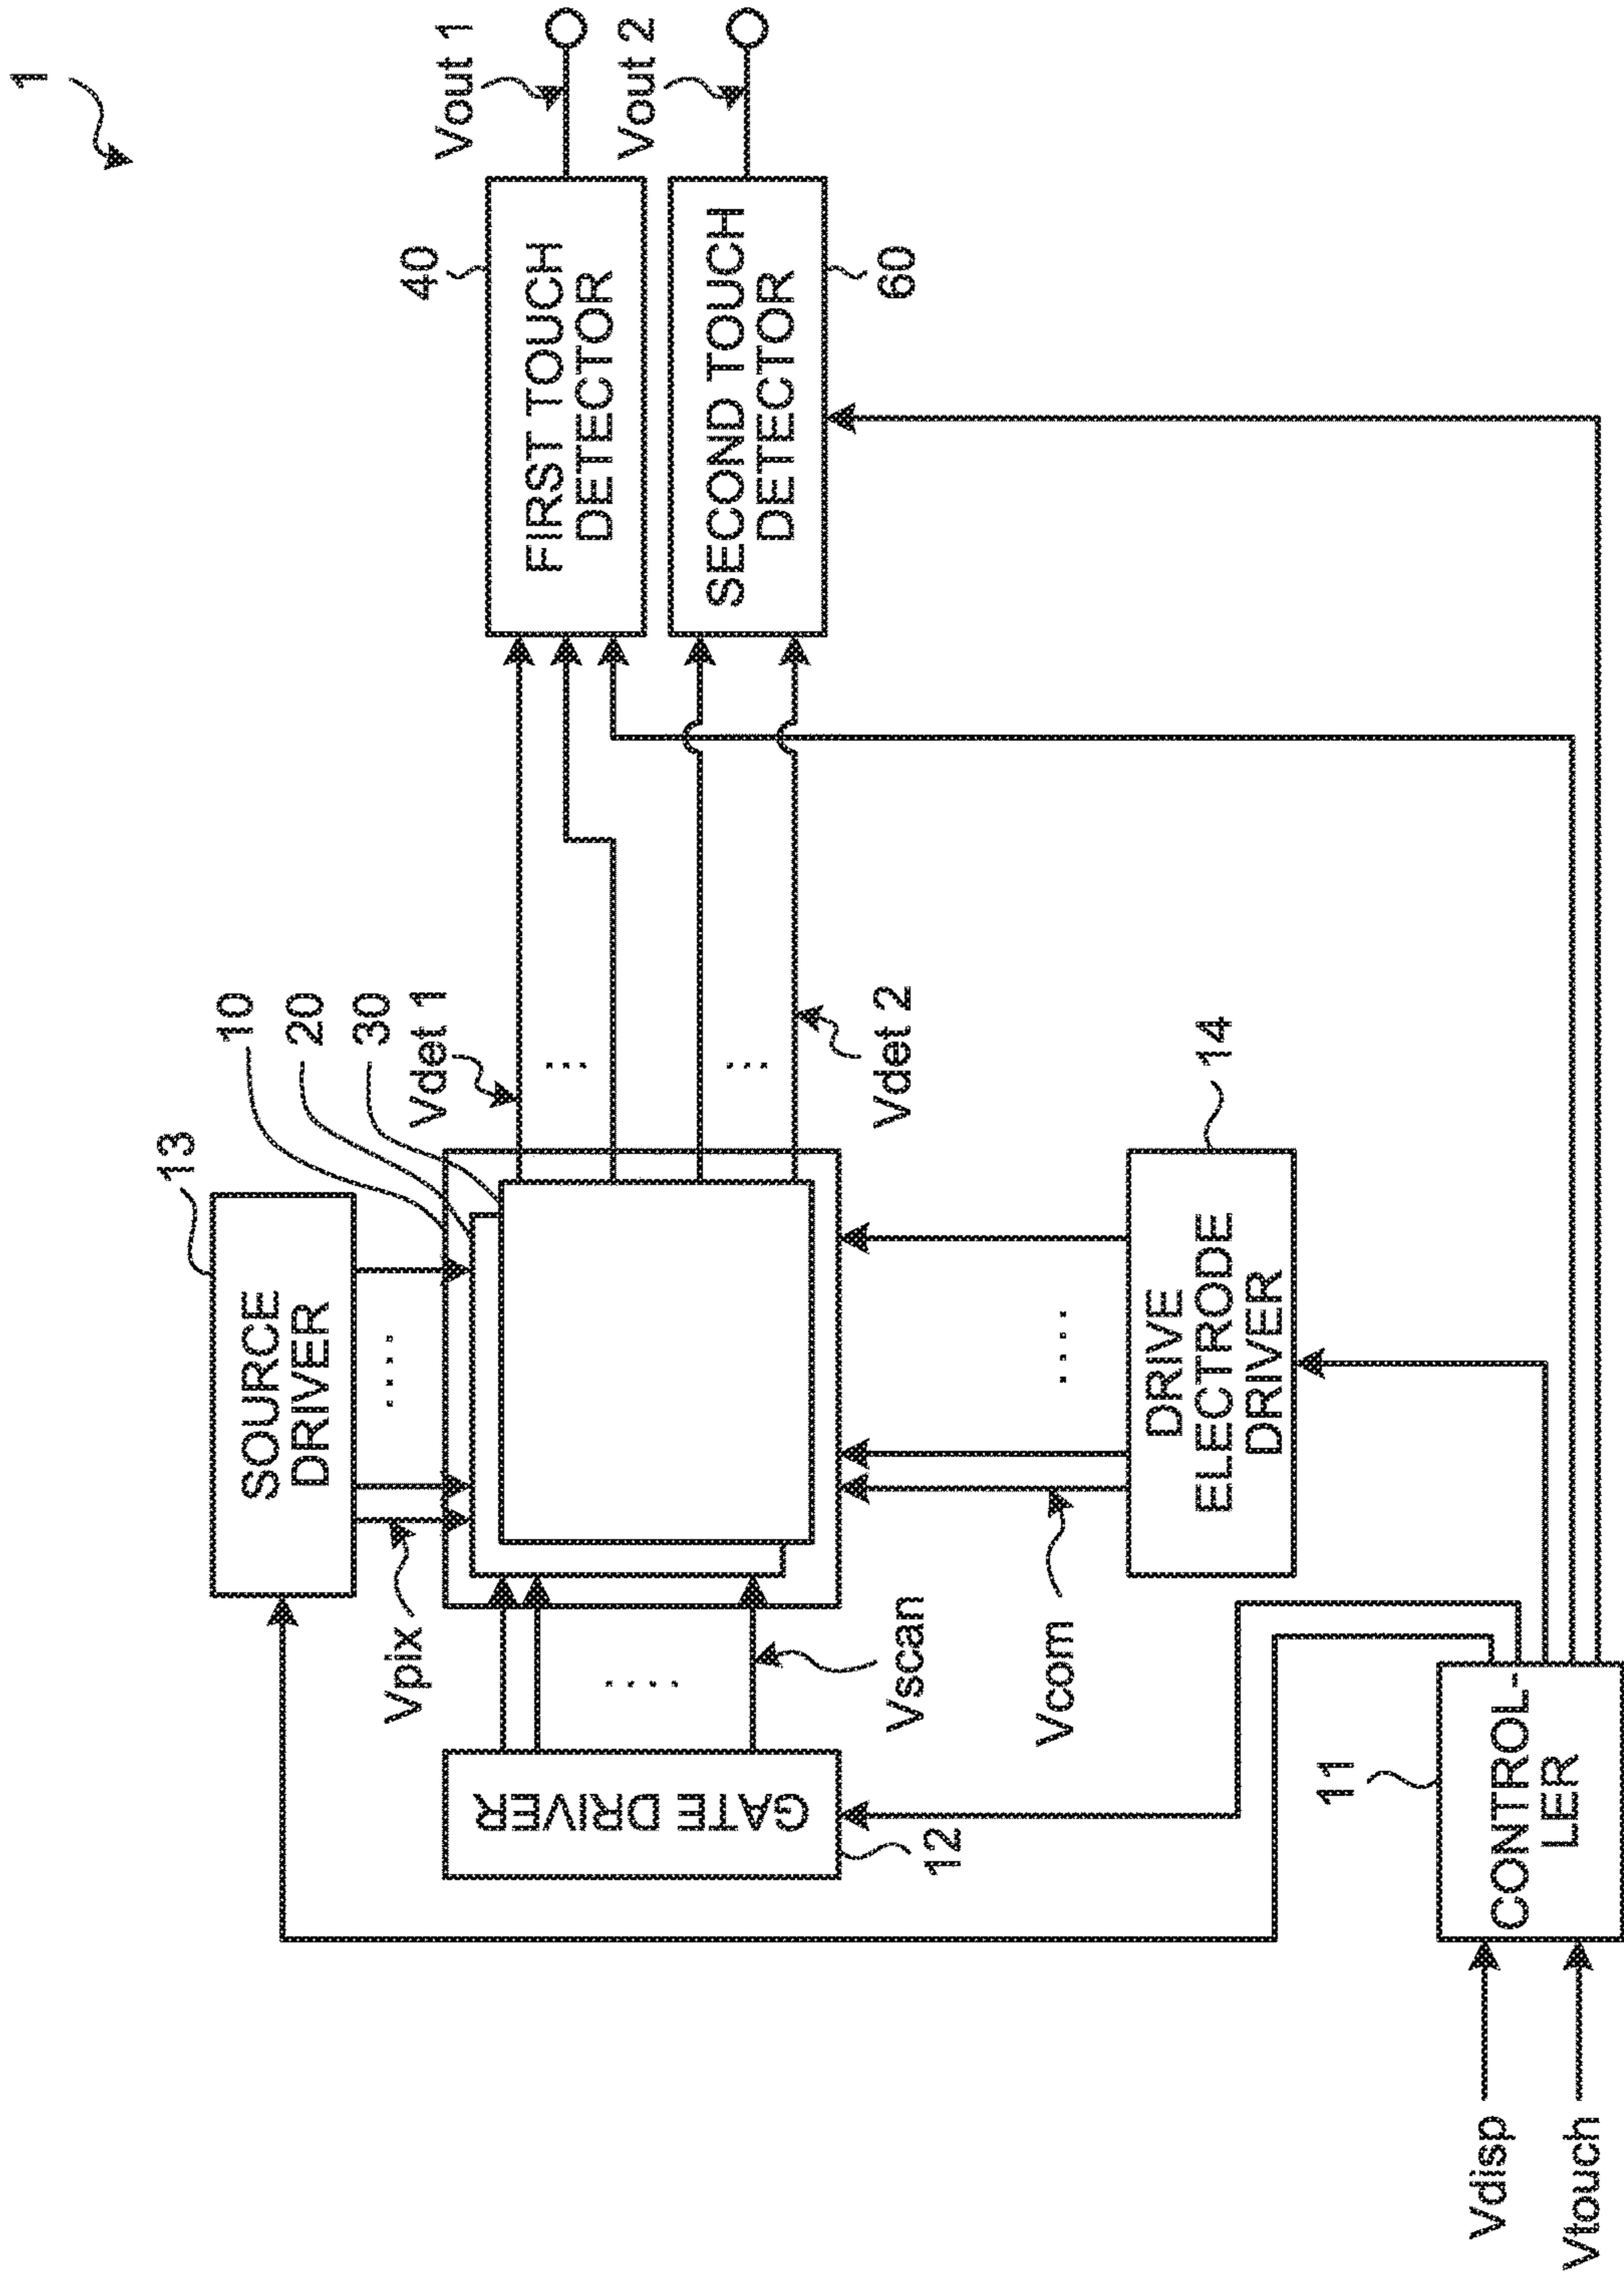 1
13
10
20
30
SOURCE
DRIVER
Vpix
Vdet 1
40
Vout 1
FIRST TOUCH
DETECTOR
Vout 2
SECOND TOUCH
DETECTOR
60
GATE DRIVER
12
Vscan
Vdet 2
Vcom
14
DRIVE
ELECTRODE
DRIVER
11
CONTROL-
LER
Vdisp
Vtouch